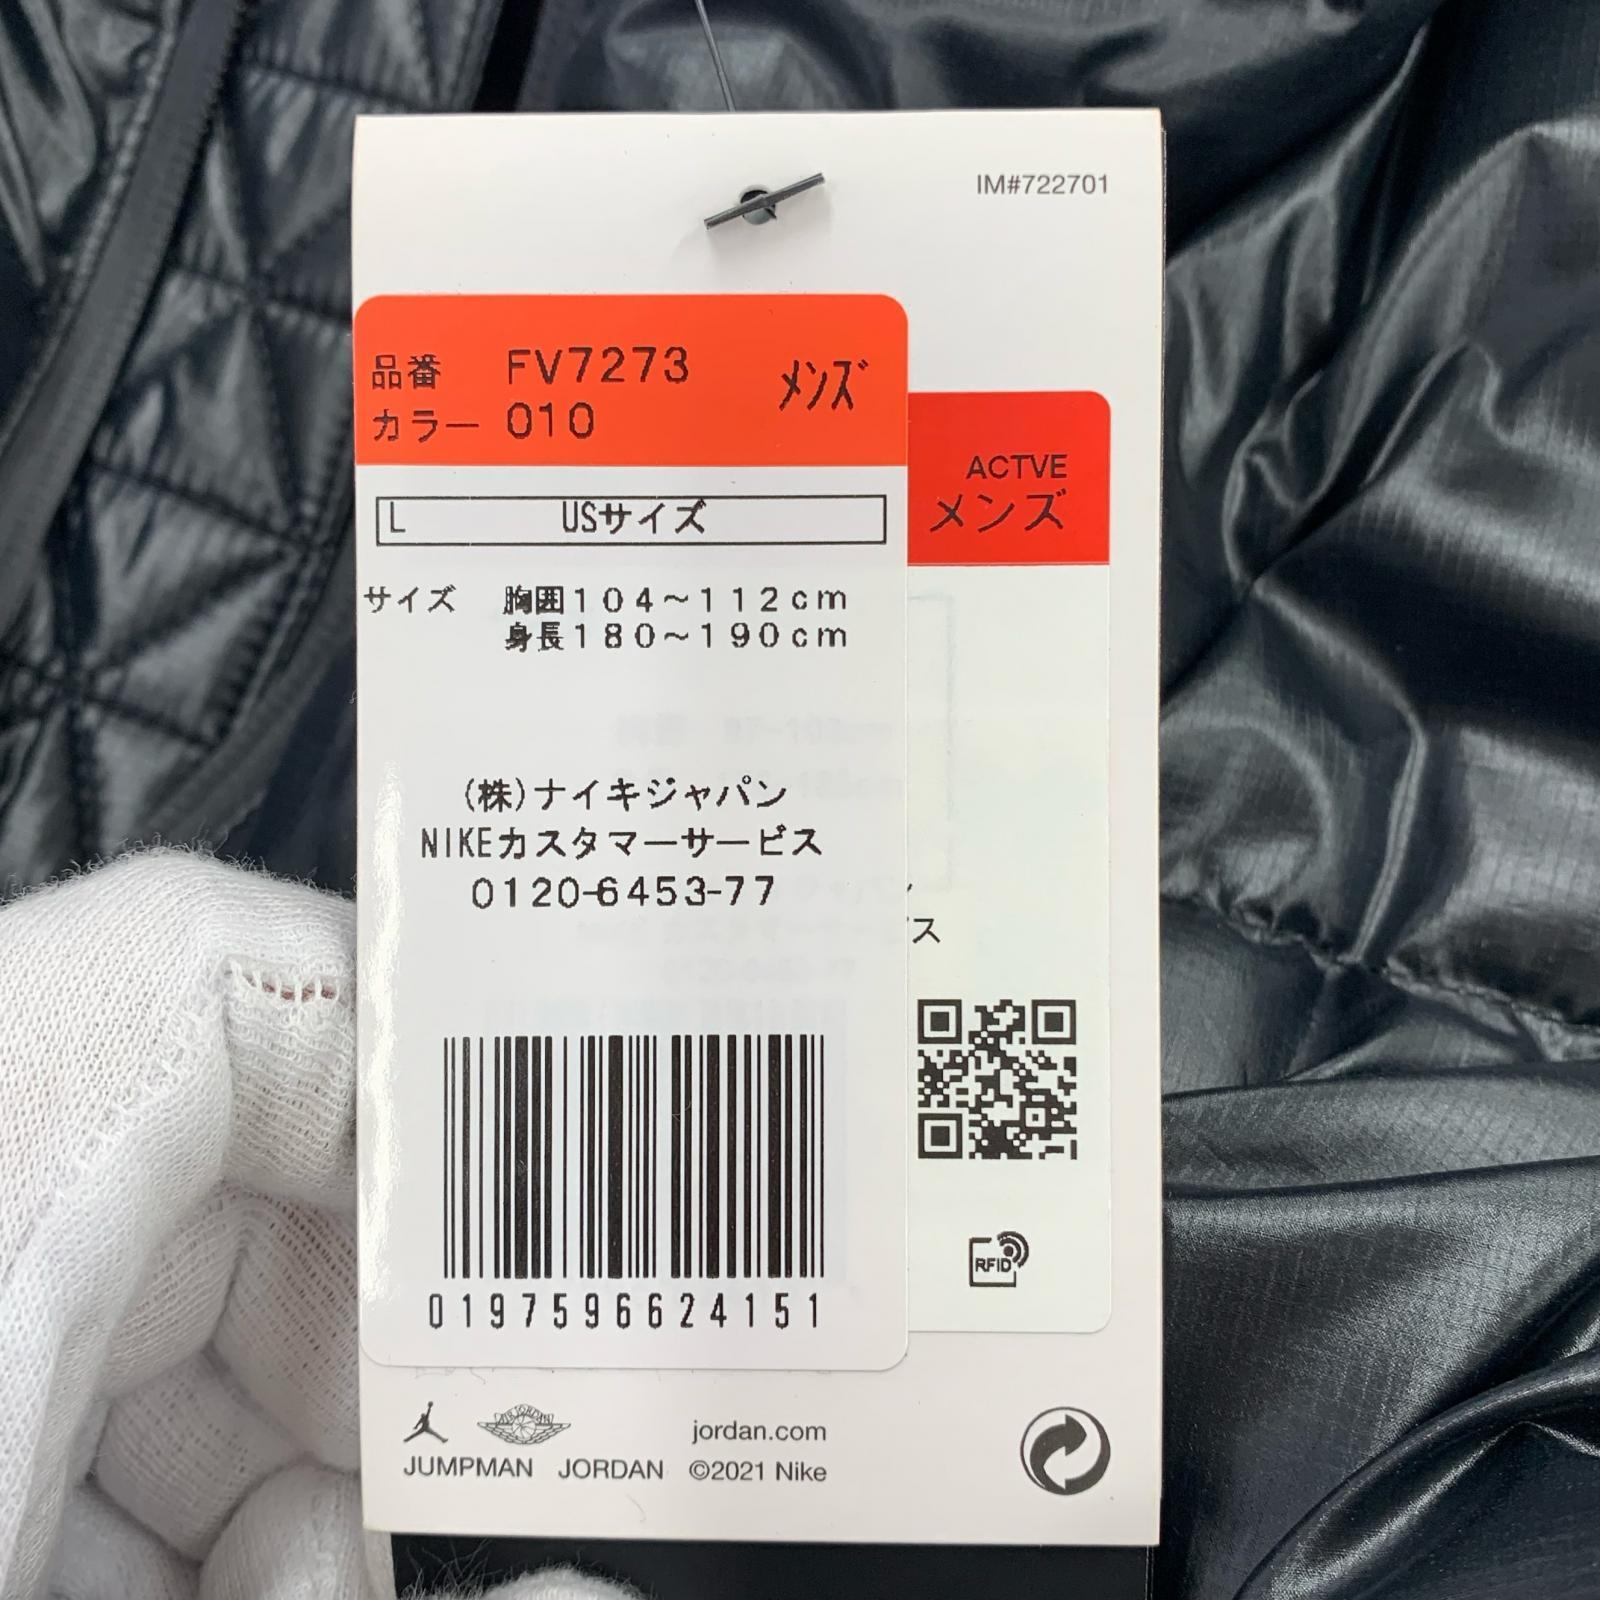 IM#722701
品番 FV7273 メンズ
カラー 010
ACTVE
メンズ
L USサイズ
サイズ 胸囲104～112cm
身長180～190cm
(株)ナイキジャパン
NIKEカスタマーサービス
0120-6453-77
ス
RFID
0197596624151
AIR JORDAN
jordan.com
JUMPMAN JORDAN ©2021 Nike